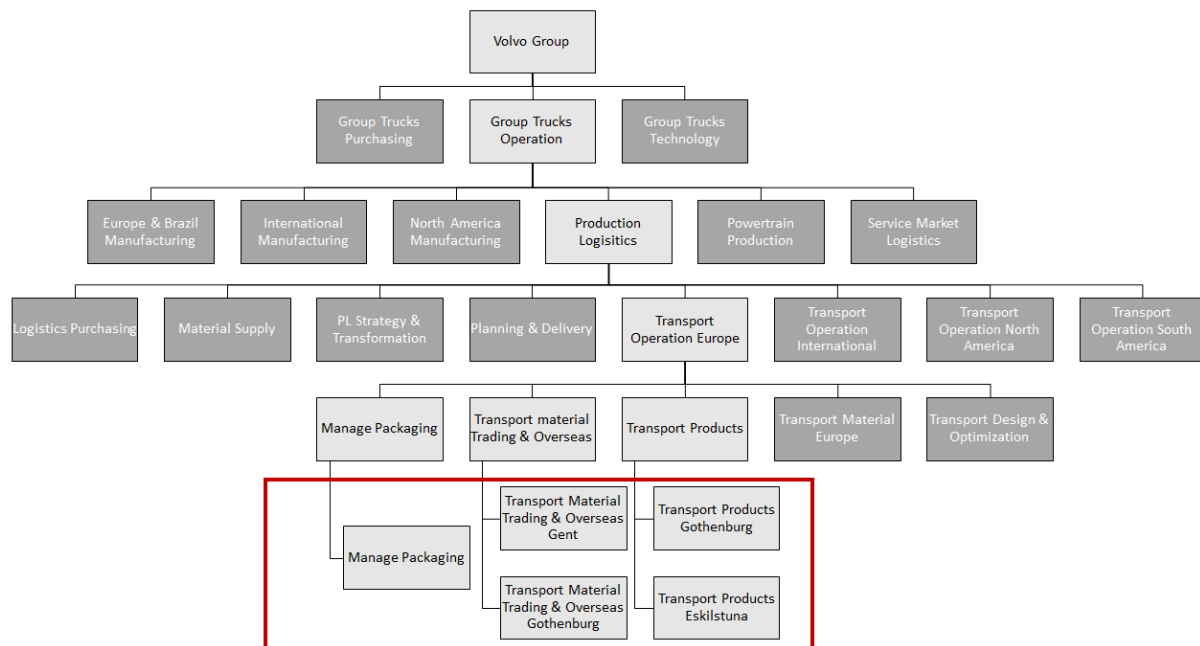 Volvo Group
Group Trucks
Purchasing
Group Trucks
Operation
Group Trucks
Technology
Europe & Brazil
Manufacturing
International
Manufacturing
North America
Manufacturing
Production
Logisitics
Powertrain
Production
Service Market
Logistics
Logistics Purchasing
Material Supply
PL Strategy &
Transformation
Planning & Delivery
Transport
Operation Europe
Transport
Operation
International
Transport
Operation North
America
Transport
Operation South
America
Manage Packaging
Transport material
Trading & Overseas
Transport Products
Transport Material
Europe
Transport Design &
Optimization
Manage Packaging
Transport Material
Trading & Overseas
Gent
Transport Products
Gothenburg
Transport Material
Trading & Overseas
Gothenburg
Transport Products
Eskilstuna